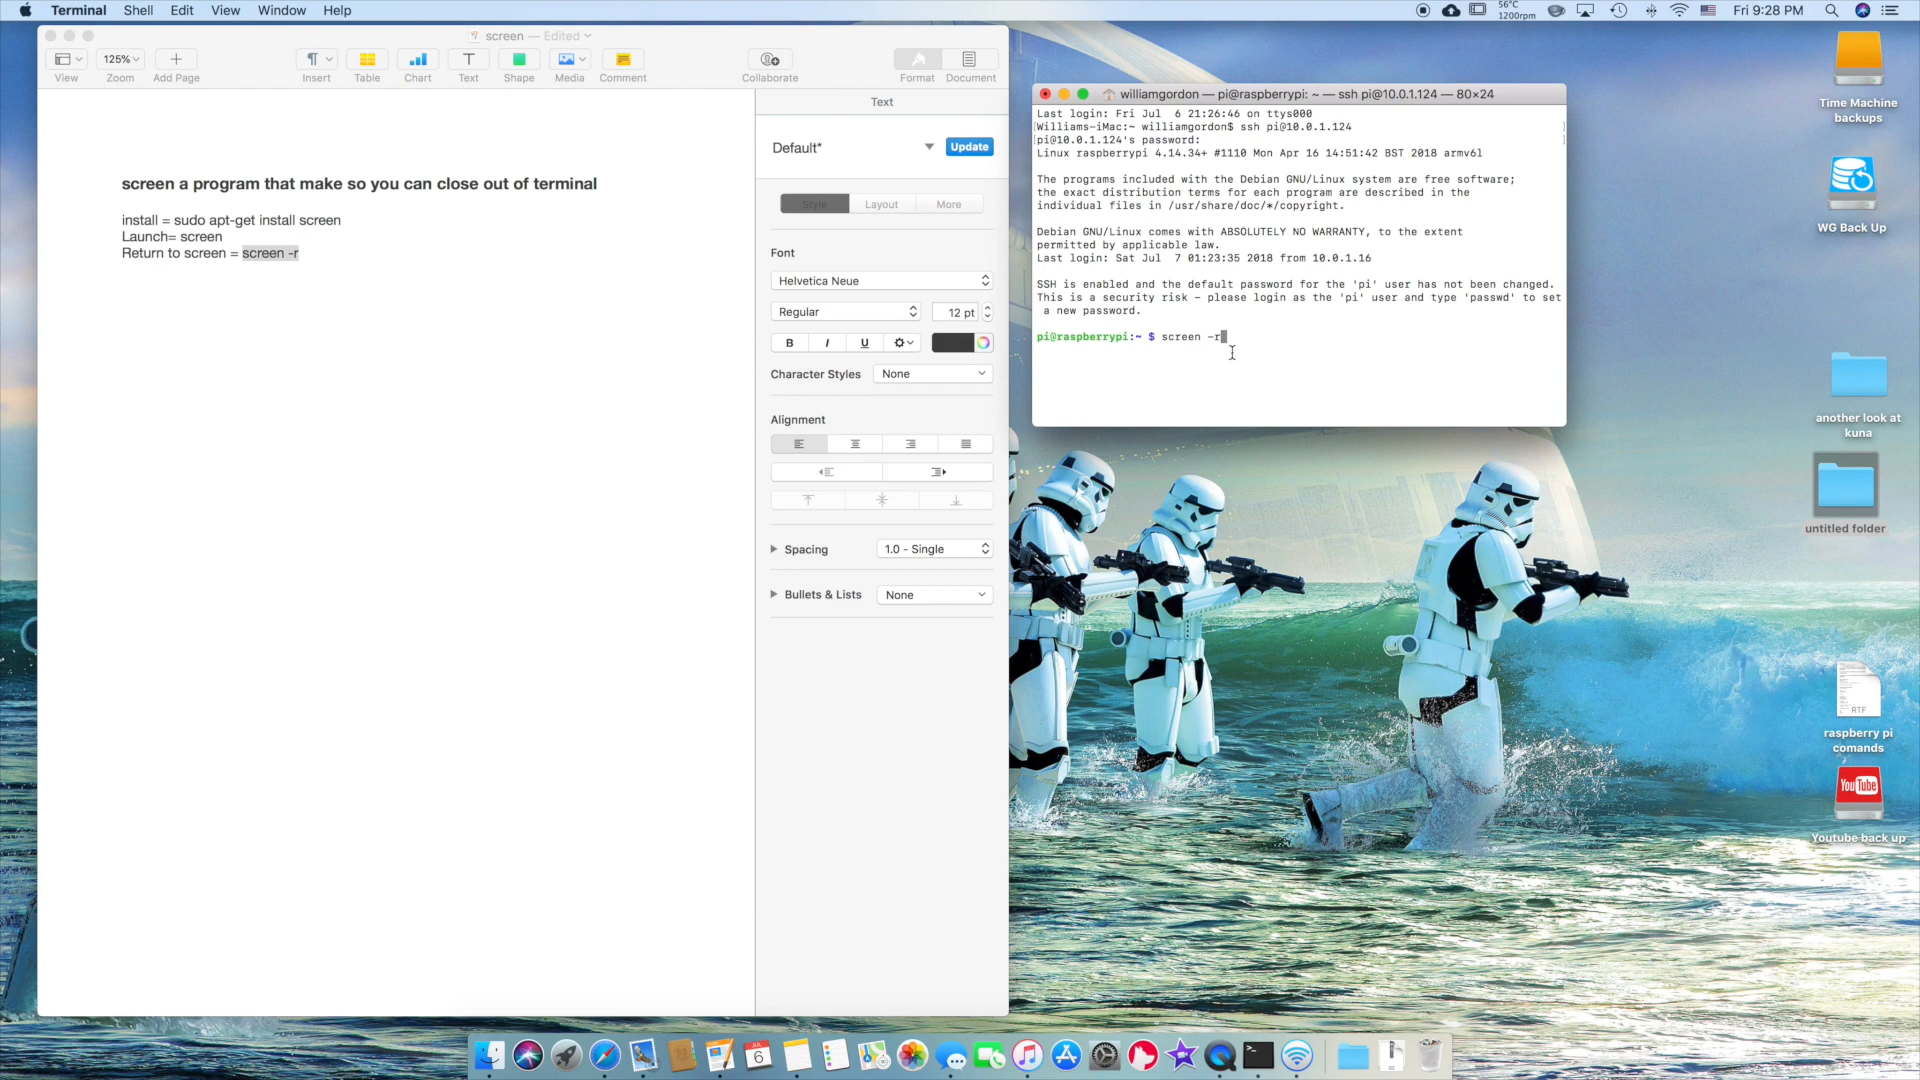 Terminal Shell Edit View Window Help
56°C
1200rpm
Fri 9:28 PM
screen — Edited
View
125%
Zoom
Add Page
Insert
Table
Chart
Text
Shape
Media
Comment
Collaborate
Format
Document
screen a program that make so you can close out of terminal
install = sudo apt-get install screen
Launch= screen
Return to screen = screen -r
Text
Default*
Update
Style
Layout
More
Font
Helvetica Neue
Regular
12 pt
B I U
Character Styles
None
Alignment
Spacing
1.0 - Single
Bullets & Lists
None
williamgordon — pi@raspberrypi: ~ — ssh pi@10.0.1.124 — 80×24
Last login: Fri Jul  6 21:26:46 on ttys000
[Williams-iMac:~ williamgordon$ ssh pi@10.0.1.124 ]
[pi@10.0.1.124's password: ]
Linux raspberrypi 4.14.34+ #1110 Mon Apr 16 14:51:42 BST 2018 armv6l
The programs included with the Debian GNU/Linux system are free software;
the exact distribution terms for each program are described in the
individual files in /usr/share/doc/*/copyright.
Debian GNU/Linux comes with ABSOLUTELY NO WARRANTY, to the extent
permitted by applicable law.
Last login: Sat Jul  7 01:23:35 2018 from 10.0.1.16
SSH is enabled and the default password for the 'pi' user has not been changed.
This is a security risk - please login as the 'pi' user and type 'passwd' to set
a new password.
pi@raspberrypi:~ $ screen -r
Time Machine
backups
WG Back Up
another look at
kuna
untitled folder
RTF
raspberry pi
comands
YouTube
Youtube back up
JUL
6